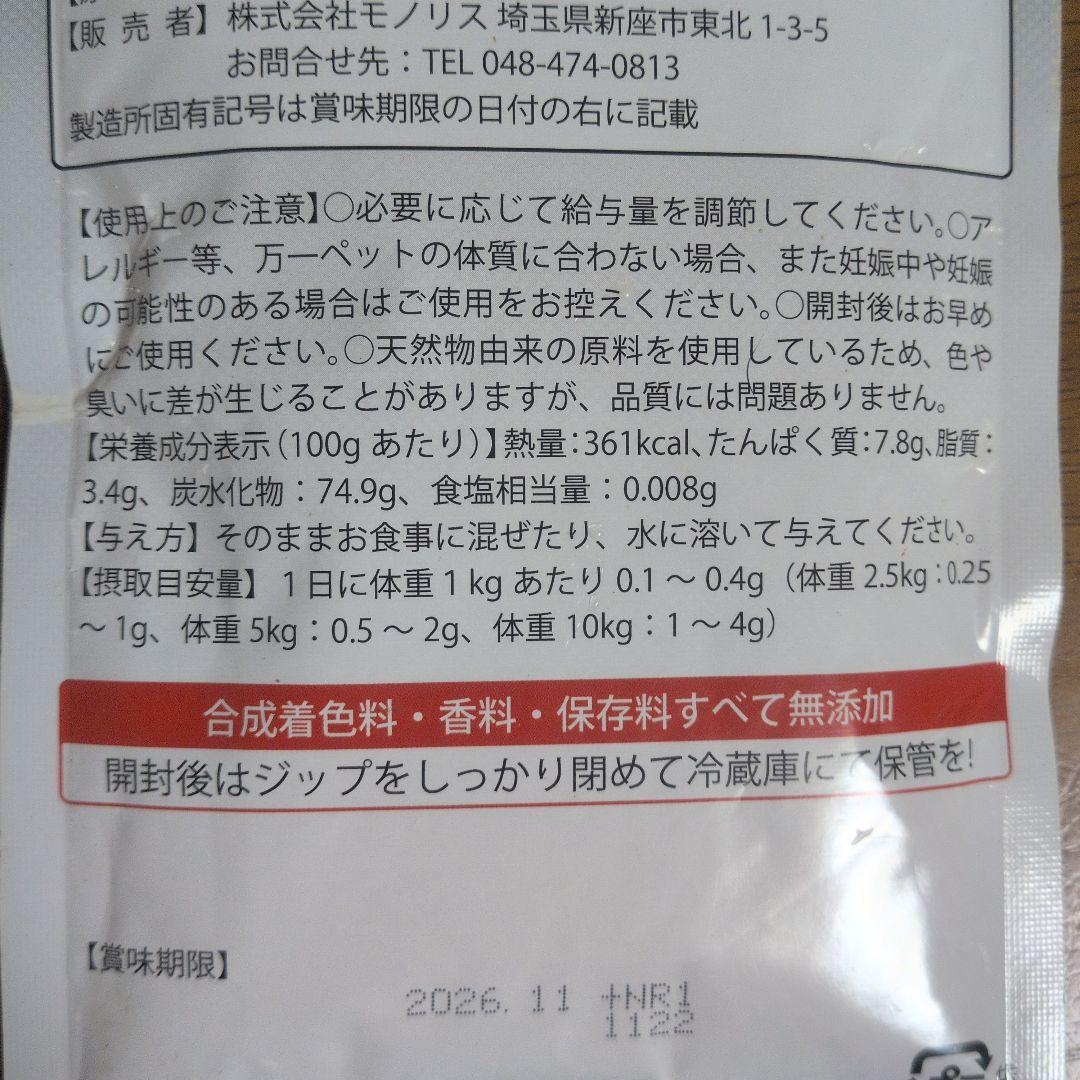 【販売者】株式会社モノリス 埼玉県新座市東北 1-3-5
お問合せ先：TEL 048-474-0813
製造所固有記号は賞味期限の日付の右に記載
【使用上のご注意】○必要に応じて給与量を調節してください。○ア
レルギー等、万一ペットの体質に合わない場合、また妊娠中や妊娠
の可能性のある場合はご使用をお控えください。○開封後はお早め
にご使用ください。○天然物由来の原料を使用しているため、色や
臭いに差が生じることがありますが、品質には問題ありません。
【栄養成分表示（100g あたり）】熱量：361kcal、たんぱく質：7.8g、脂質：
3.4g、炭水化物：74.9g、食塩相当量：0.008g
【与え方】そのままお食事に混ぜたり、水に溶いて与えてください。
【摂取目安量】１日に体重 1 kg あたり 0.1 ～ 0.4g（体重 2.5kg：0.25
～ 1g、体重 5kg：0.5 ～ 2g、体重 10kg：1 ～ 4g）
合成着色料・香料・保存料すべて無添加
開封後はジップをしっかり閉めて冷蔵庫にて保管を!
【賞味期限】
2026.11 +NR1
1122